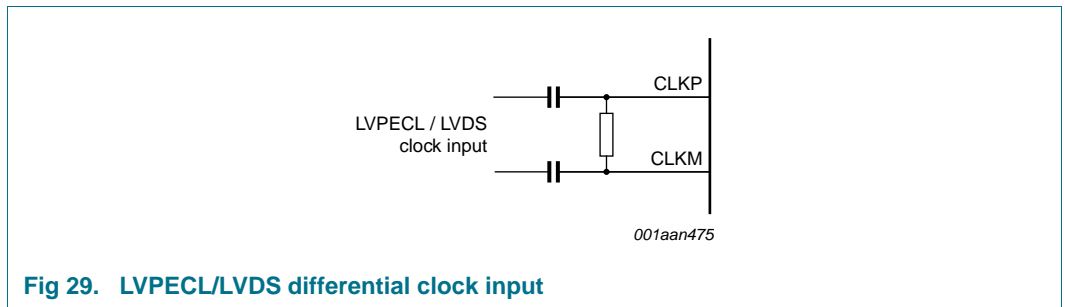 CLKP
LVPECL / LVDS
clock input
CLKM
001aan475
Fig 29. LVPECL/LVDS differential clock input